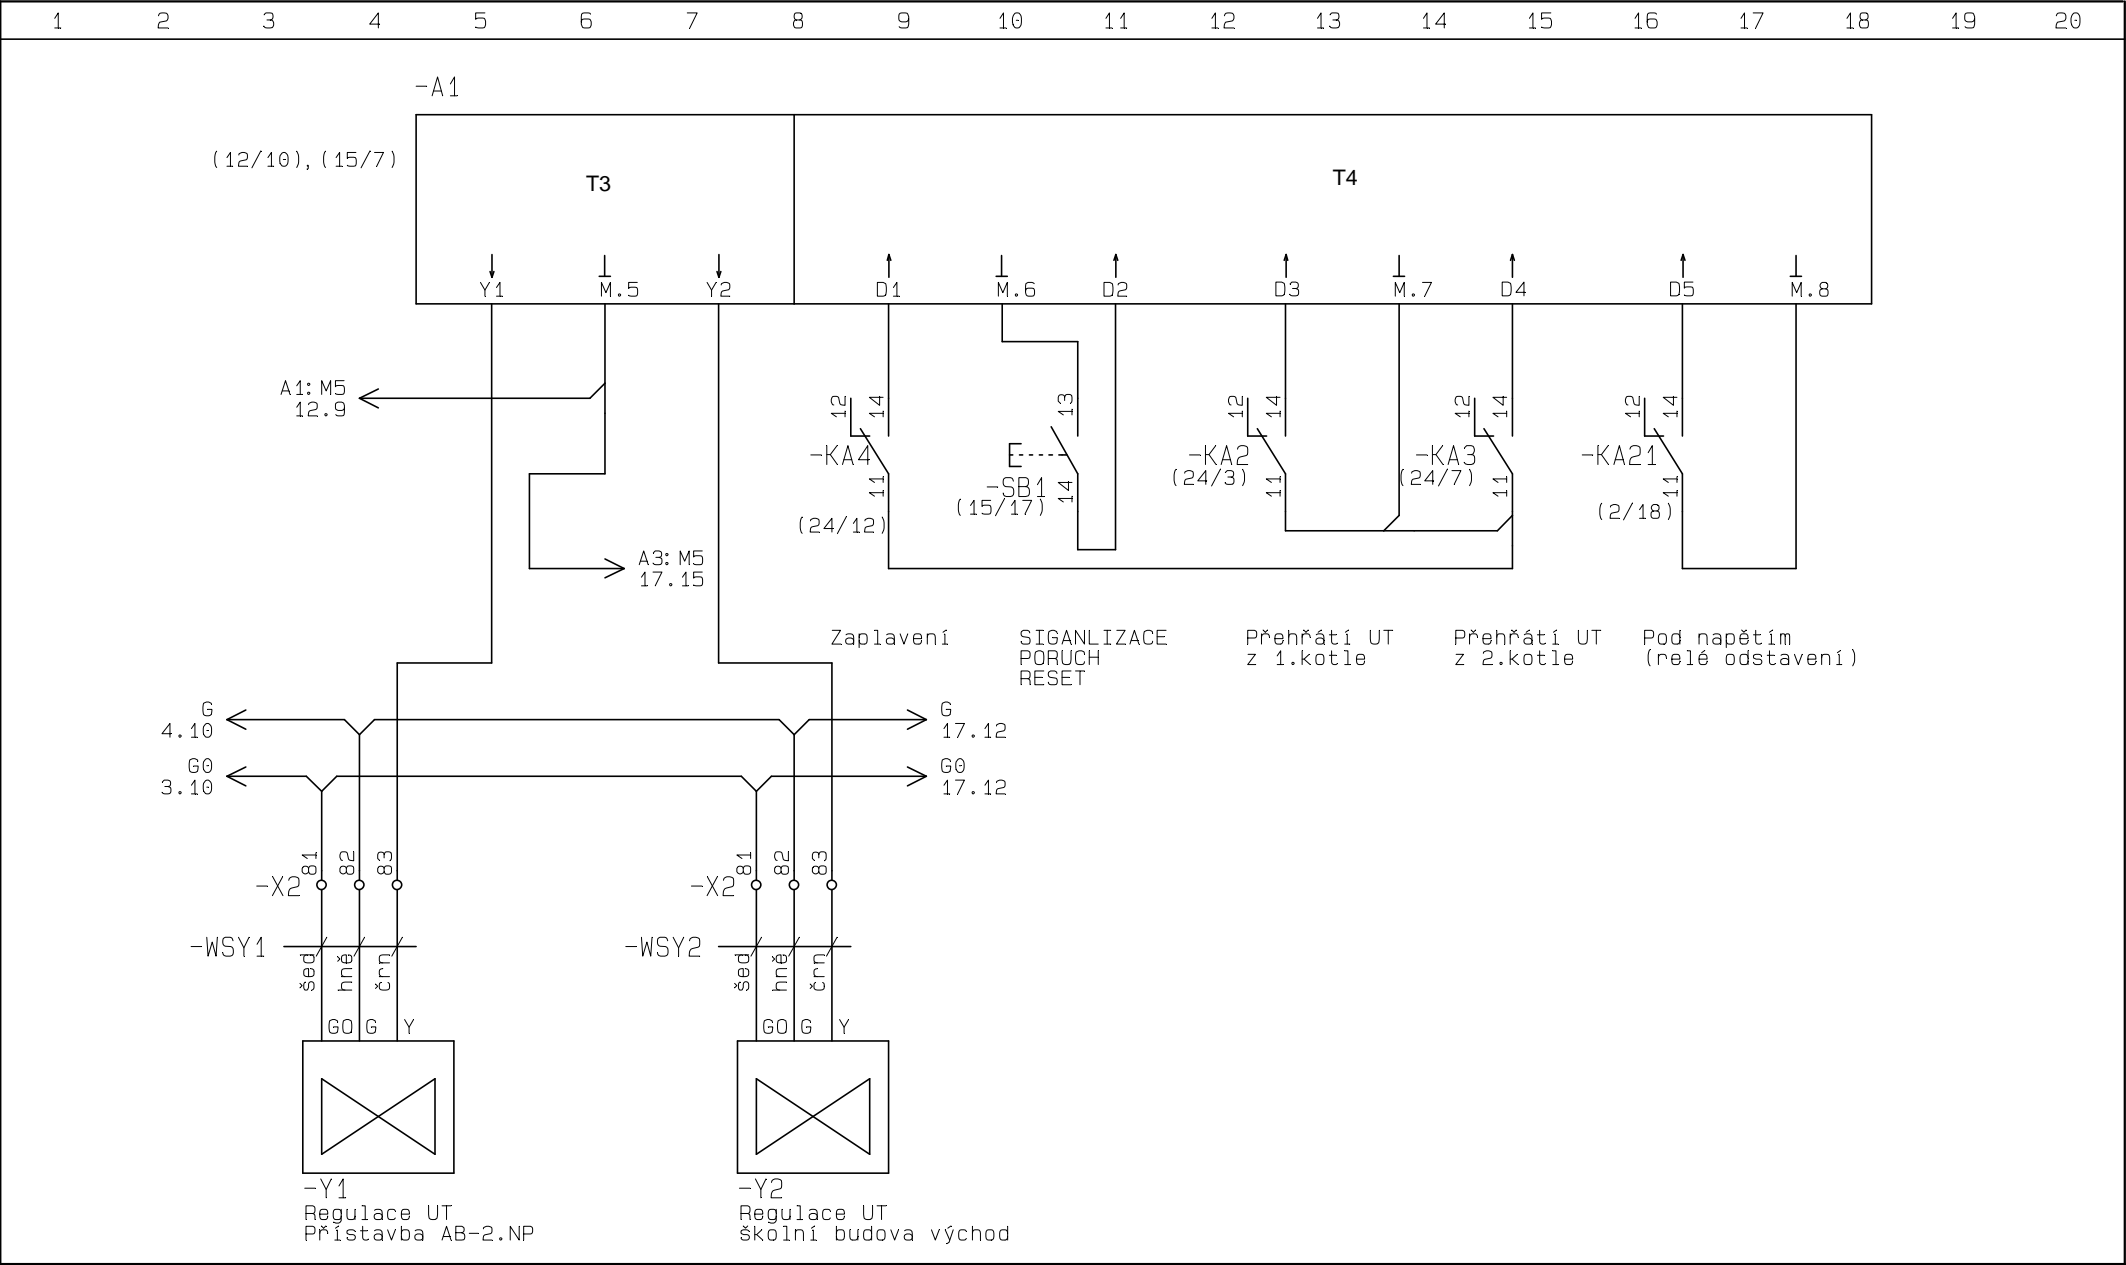 1 2 3 4 5 6 7 8 9 10 11 12 13 14 15 16 17 18 19 20
-A1
(12/10),(15/7)
T3
T4
Y1 M.5 Y2 D1 M.6 D2 D3 M.7 D4 D5 M.8
A1:M5
12.9
12 14
-KA4
11
(24/12)
13
-SB1
14
(15/17)
12 14
-KA2
(24/3)
11
12 14
-KA3
(24/7)
11
12 14
-KA21
11
(2/18)
A3:M5
17.15
Zaplavení
SIGANLIZACE
PORUCH
RESET
Přehřátí UT
z 1.kotle
Přehřátí UT
z 2.kotle
Pod napětím
(relé odstavení)
G
4.10
G
17.12
G0
3.10
G0
17.12
-X2 81 82 83
-X2 81 82 83
-WSY1
šed hně črn
-WSY2
šed hně črn
GO G Y
GO G Y
-Y1
Regulace UT
Přístavba AB-2.NP
-Y2
Regulace UT
školní budova východ